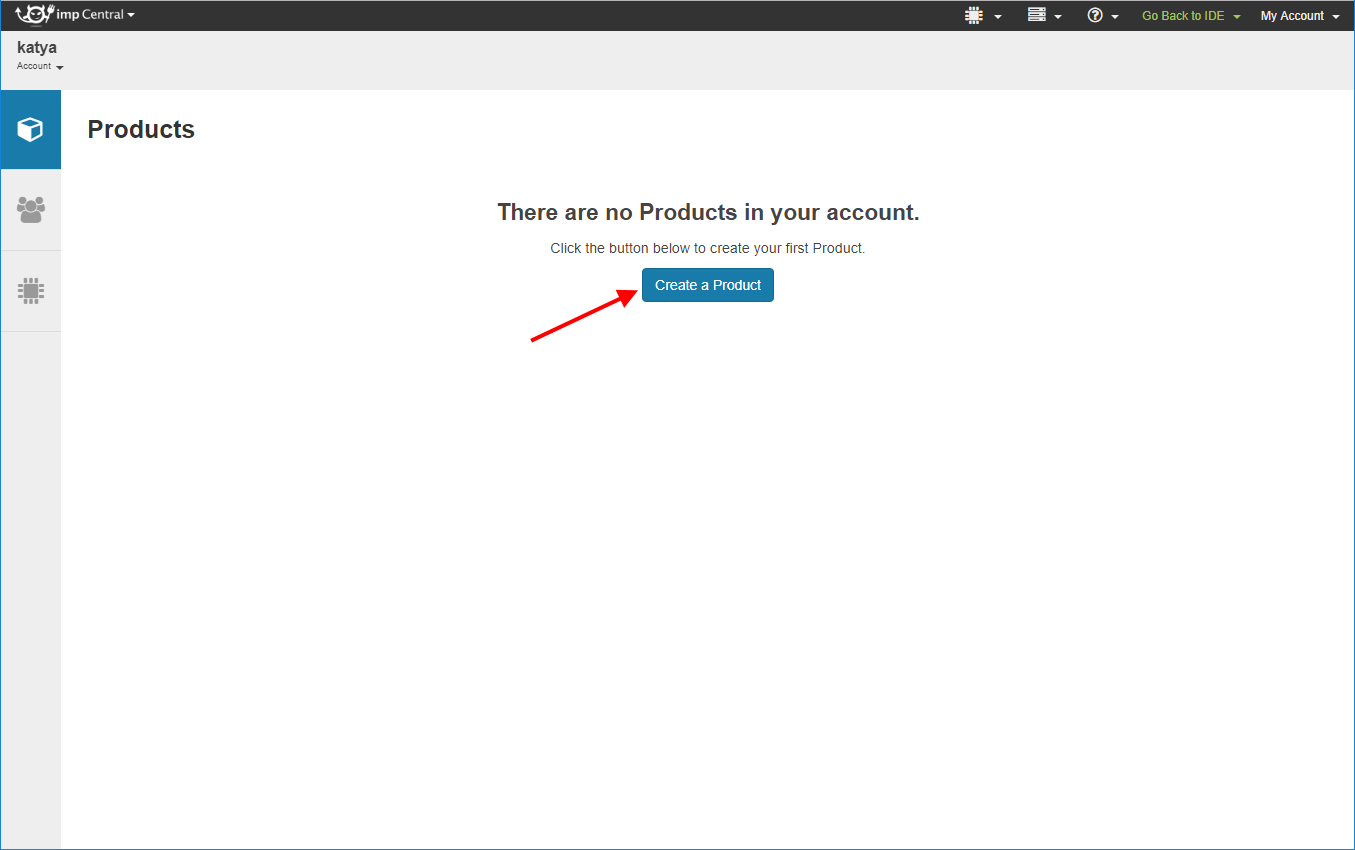 imp Central
Go Back to IDE
My Account
katya
Account
Products
There are no Products in your account.
Click the button below to create your first Product.
Create a Product